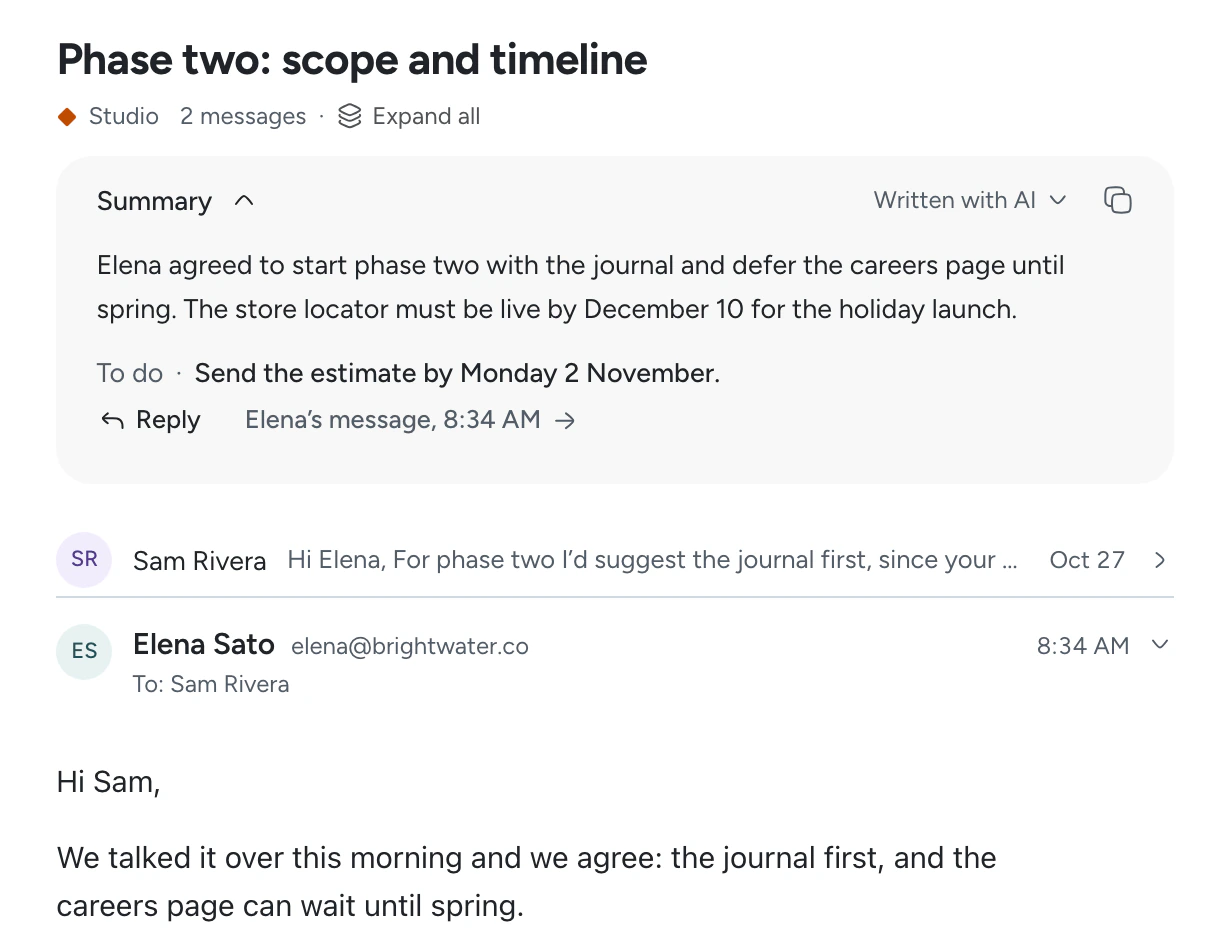 Phase two: scope and timeline
Studio 2 messages · Expand all
Summary Written with AI
Elena agreed to start phase two with the journal and defer the careers page until
spring. The store locator must be live by December 10 for the holiday launch.
To do · Send the estimate by Monday 2 November.
Reply Elena’s message, 8:34 AM →
SR Sam Rivera Hi Elena, For phase two I’d suggest the journal first, since your ... Oct 27
ES Elena Sato elena@brightwater.co 8:34 AM
To: Sam Rivera
Hi Sam,
We talked it over this morning and we agree: the journal first, and the
careers page can wait until spring.